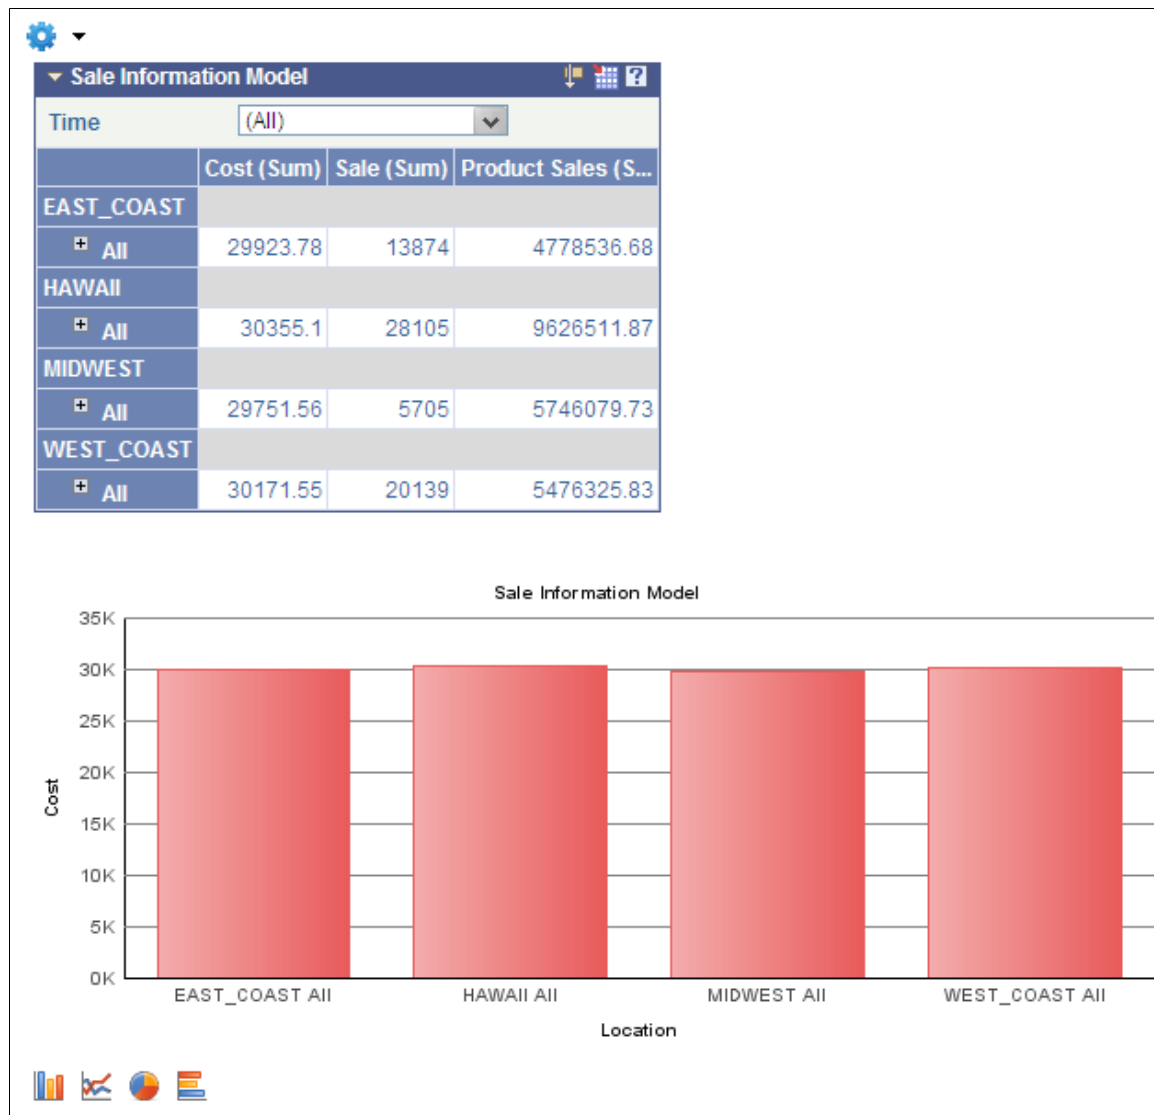 Sale Information Model
Time (All)
Cost (Sum) Sale (Sum) Product Sales (S...
EAST_COAST
All 29923.78 13874 4778536.68
HAWAII
All 30355.1 28105 9626511.87
MIDWEST
All 29751.56 5705 5746079.73
WEST_COAST
All 30171.55 20139 5476325.83
Sale Information Model
35K
30K
25K
20K
15K
10K
5K
0K
Cost
EAST_COAST All HAWAII All MIDWEST All WEST_COAST All
Location